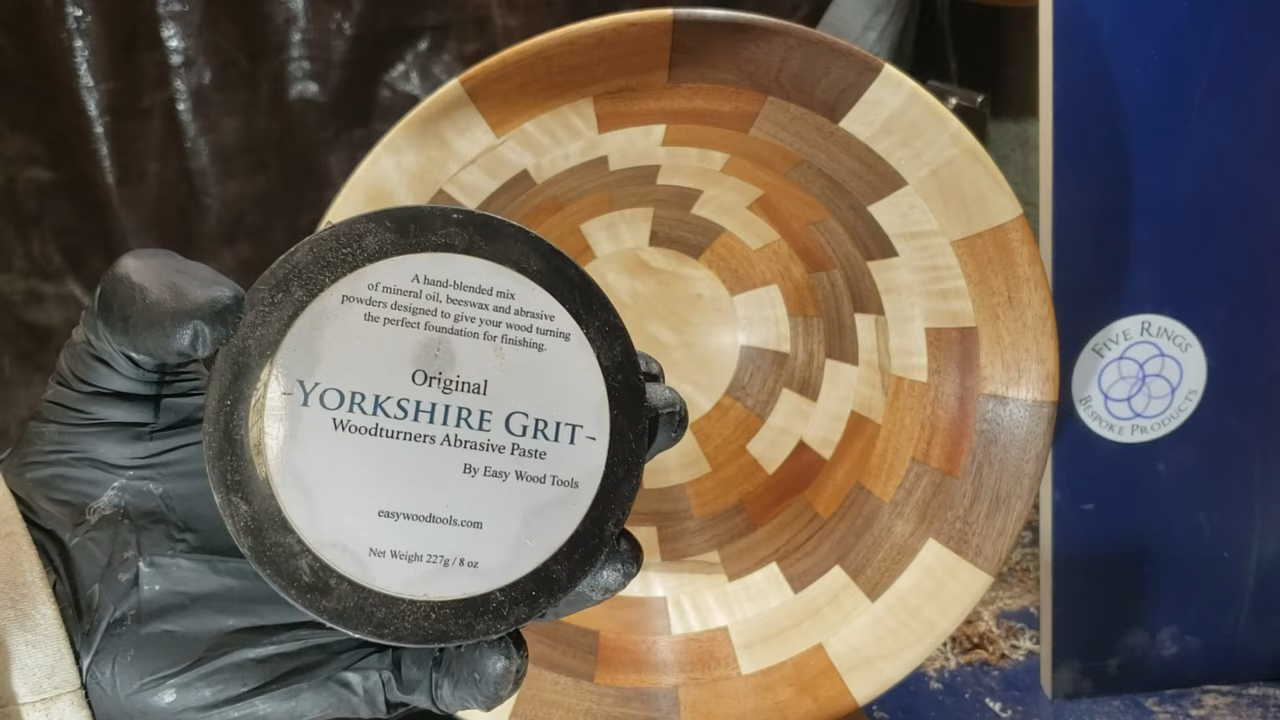 A hand-blended mix
of mineral oil, beeswax and abrasive
powders designed to give your wood turning
the perfect foundation for finishing.
Original
-YORKSHIRE GRIT-
Woodturners Abrasive Paste
By Easy Wood Tools
easywoodtools.com
Net Weight 227g / 8 oz
FIVE RINGS
BESPOKE PRODUCTS